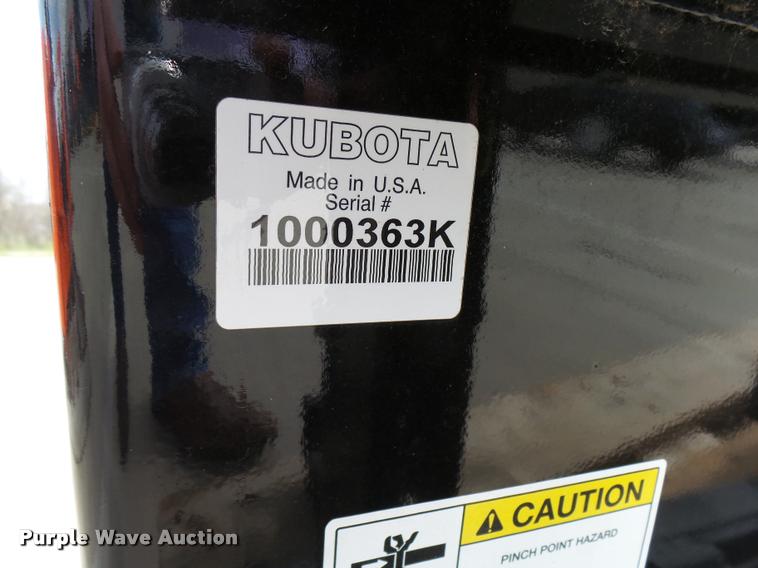 KUBOTA
Made in U.S.A.
Serial #
1000363K
CAUTION
PINCH POINT HAZARD
Purple Wave Auction